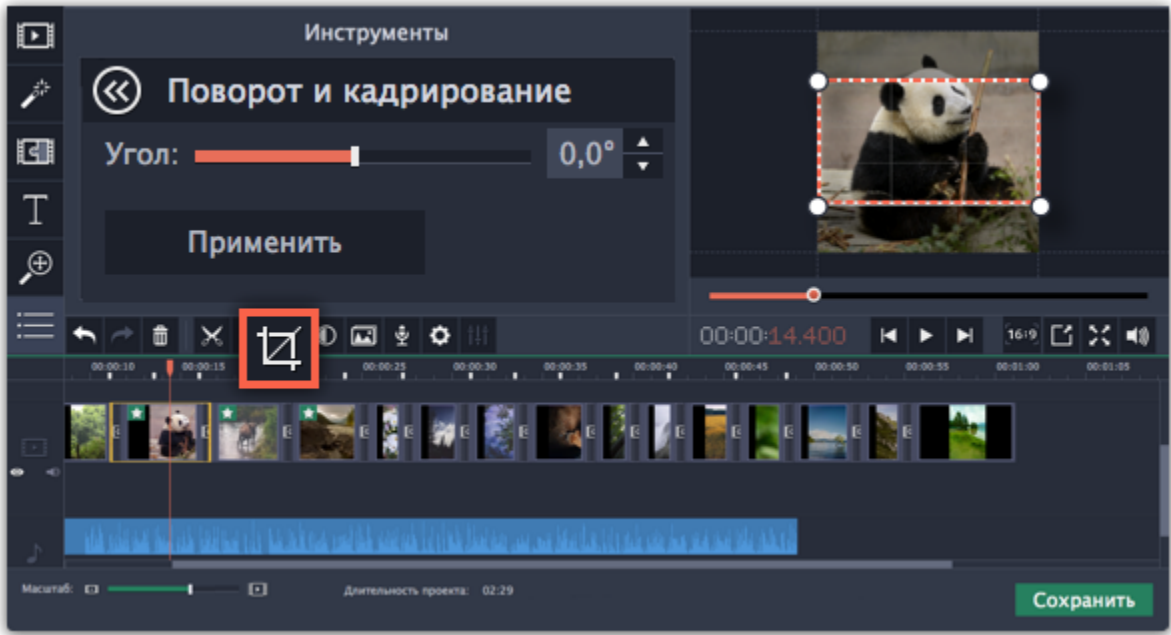 Инструменты
Поворот и кадрирование
Угол: 0,0°
Применить
T
00:00:14.400
16:9
00:00:10 00:00:15 00:00:25 00:00:30 00:00:35 00:00:40 00:00:45 00:00:50 00:00:55 00:01:00 00:01:05
Масштаб: Длительность проекта: 02:29
Сохранить